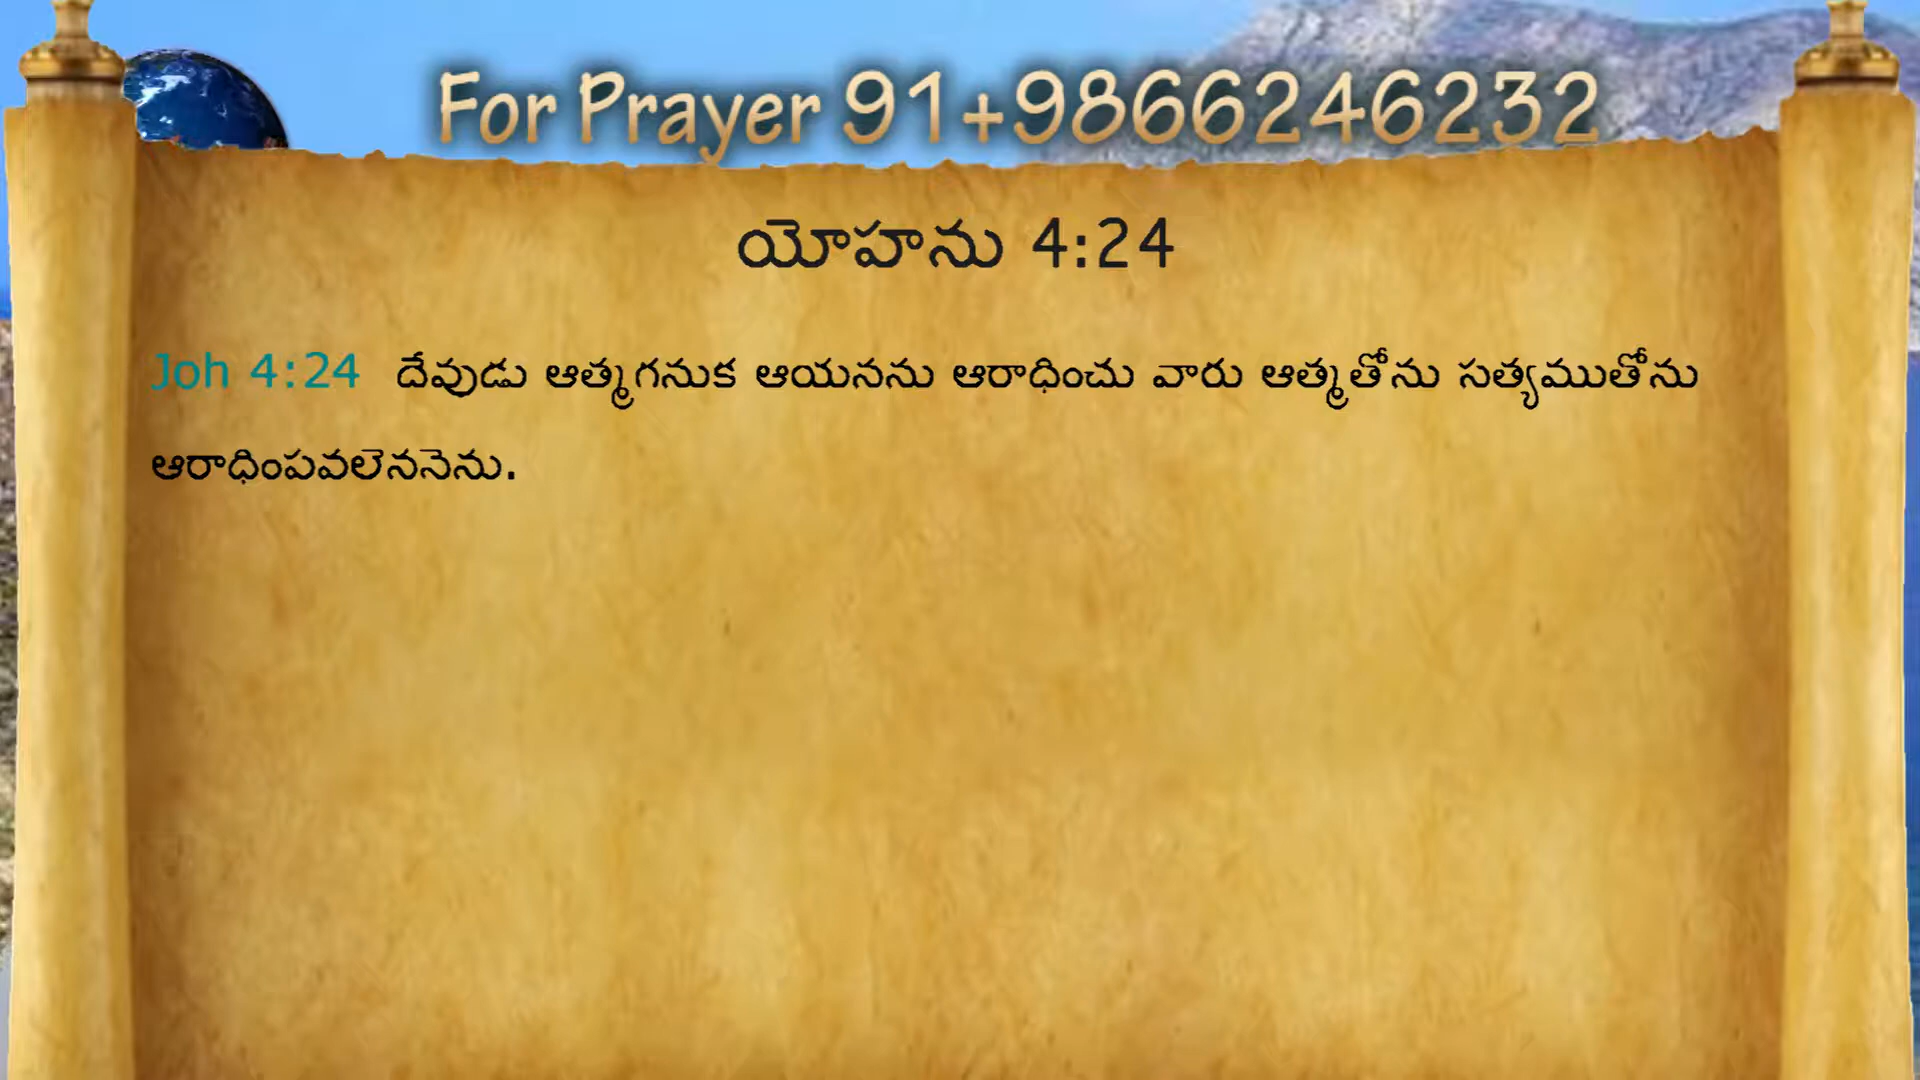 For Prayer 91+9866246232
యోహను 4:24
Joh 4:24 దేవుడు ఆత్మగనుక ఆయనను ఆరాధించు వారు ఆత్మతోను సత్యముతోను
ఆరాధింపవలెననెను.